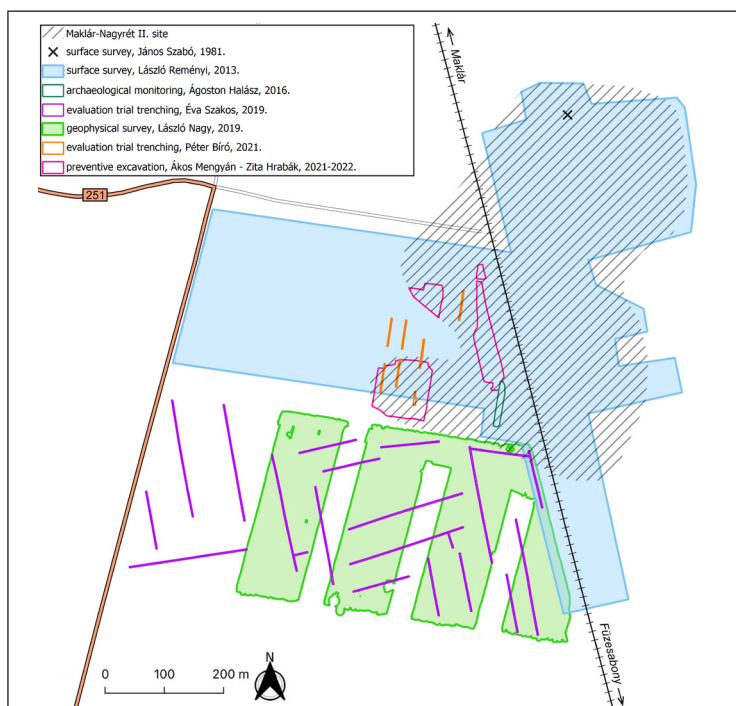 Maklár-Nagyrét II. site
surface survey, János Szabó, 1981.
surface survey, László Reményi, 2013.
archaeological monitoring, Ágoston Halász, 2016.
evaluation trial trenching, Éva Szakos, 2019.
geophysical survey, László Nagy, 2019.
evaluation trial trenching, Péter Bíró, 2021.
preventive excavation, Ákos Mengyán - Zita Hrabák, 2021-2022.
Maklár
251
Füzesabony
N
0 100 200 m